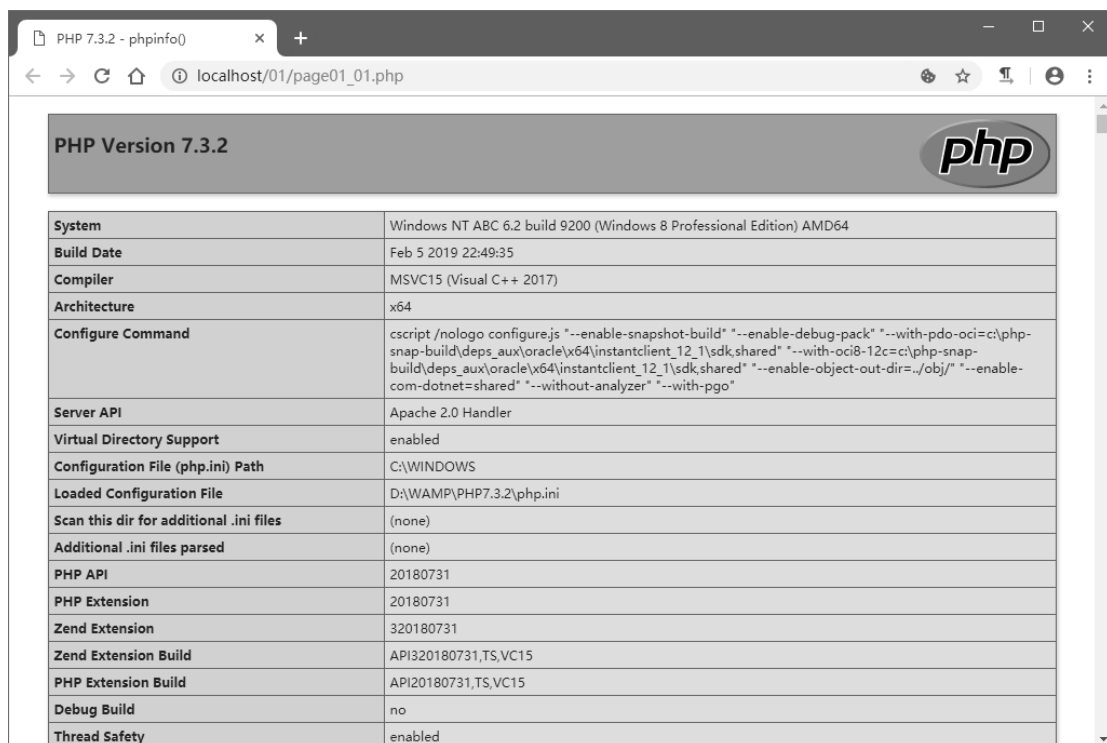 PHP 7.3.2 - phpinfo()
localhost/01/page01_01.php
PHP Version 7.3.2
php
System Windows NT ABC 6.2 build 9200 (Windows 8 Professional Edition) AMD64
Build Date Feb 5 2019 22:49:35
Compiler MSVC15 (Visual C++ 2017)
Architecture x64
Configure Command cscript /nologo configure.js "--enable-snapshot-build" "--enable-debug-pack" "--with-pdo-oci=c:\php-
snap-build\deps_aux\oracle\x64\instantclient_12_1\sdk,shared" "--with-oci8-12c=c:\php-snap-
build\deps_aux\oracle\x64\instantclient_12_1\sdk,shared" "--enable-object-out-dir=../obj/" "--enable-
com-dotnet=shared" "--without-analyzer" "--with-pgo"
Server API Apache 2.0 Handler
Virtual Directory Support enabled
Configuration File (php.ini) Path C:\WINDOWS
Loaded Configuration File D:\WAMP\PHP7.3.2\php.ini
Scan this dir for additional .ini files (none)
Additional .ini files parsed (none)
PHP API 20180731
PHP Extension 20180731
Zend Extension 320180731
Zend Extension Build API320180731,TS,VC15
PHP Extension Build API20180731,TS,VC15
Debug Build no
Thread Safety enabled